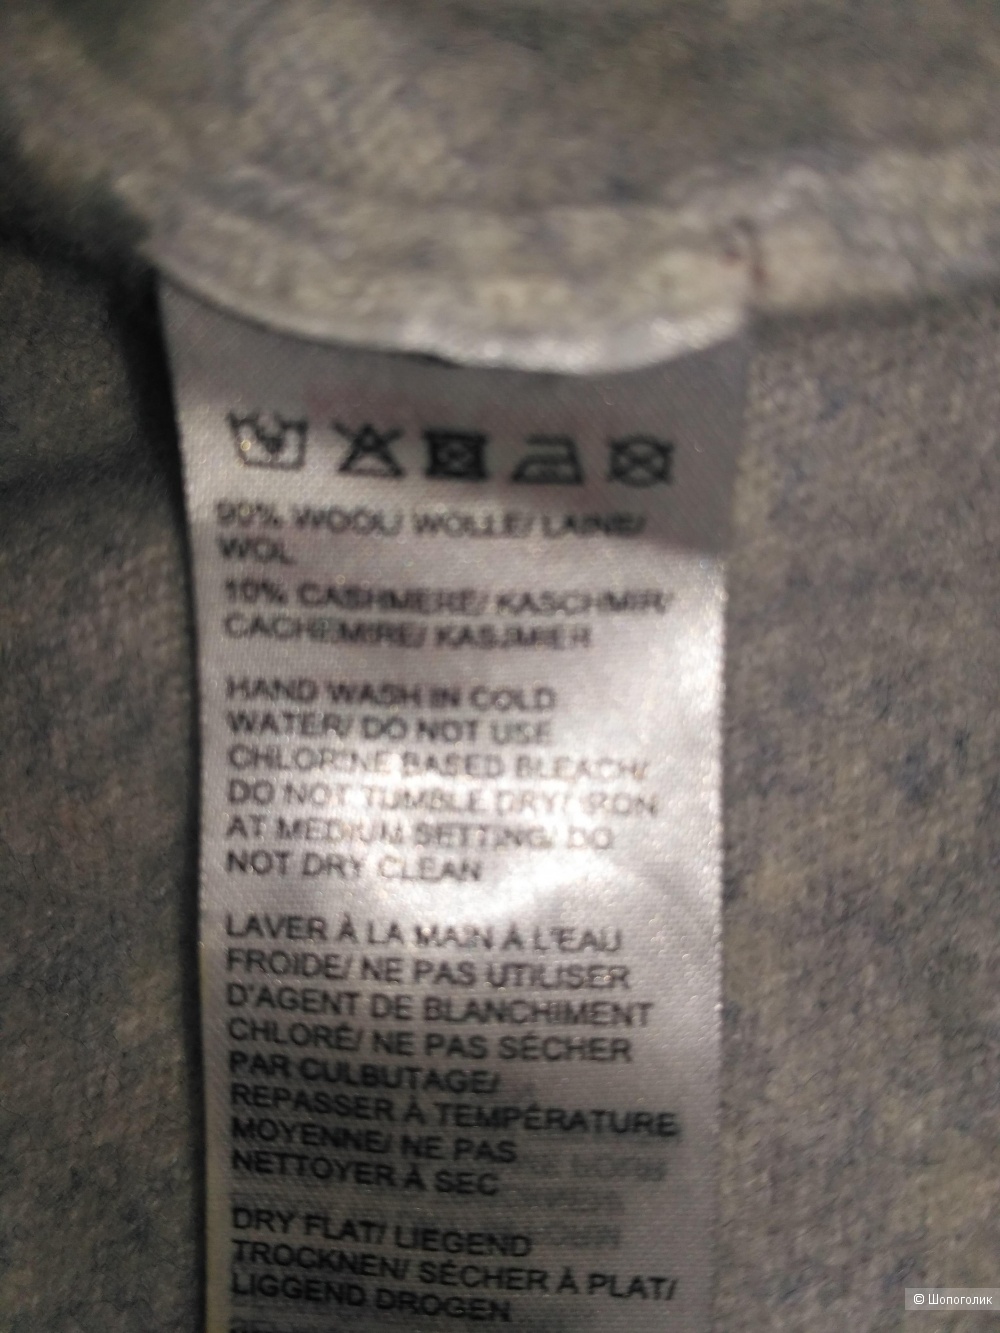 90% WOOL/ WOLLE/ LAINE/
WOL
10% CASHMERE/ KASCHMIR/
CACHEMIRE/ KASJMIER
HAND WASH IN COLD
WATER/ DO NOT USE
CHLORINE BASED BLEACH/
DO NOT TUMBLE DRY/ IRON
AT MEDIUM SETTING/ DO
NOT DRY CLEAN
LAVER À LA MAIN À L'EAU
FROIDE/ NE PAS UTILISER
D'AGENT DE BLANCHIMENT
CHLORÉ/ NE PAS SÉCHER
PAR CULBUTAGE/
REPASSER À TEMPÉRATURE
MOYENNE/ NE PAS
NETTOYER À SEC
DRY FLAT/ LIEGEND
TROCKNEN/ SÉCHER À PLAT/
LIGGEND DROGEN
© Шопоголик